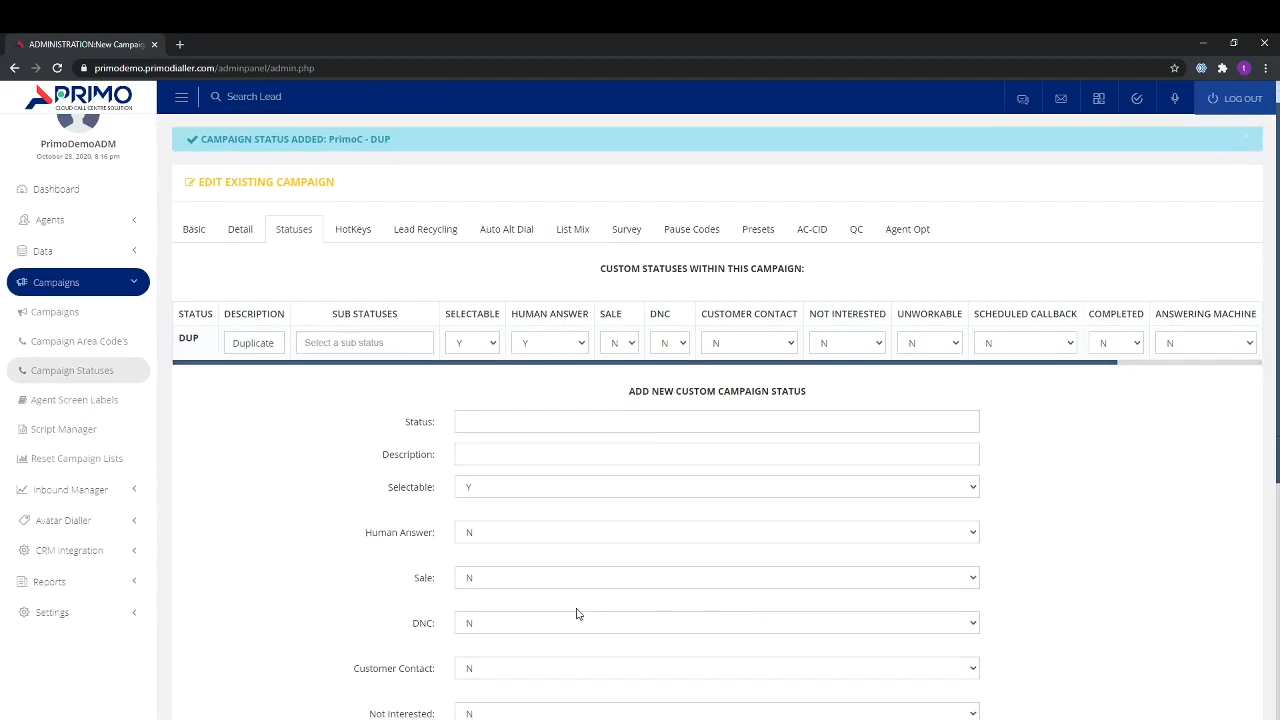 ADMINISTRATION:New Campaig
primodemo.primodialler.com/adminpanel/admin.php
t
PRIMO
CLOUD CALL CENTRE SOLUTION
Search Lead
LOG OUT
PrimoDemoADM
October 28, 2020, 8:16 pm
Dashboard
Agents
Data
Campaigns
Campaigns
Campaign Area Code's
Campaign Statuses
Agent Screen Labels
Script Manager
Reset Campaign Lists
Inbound Manager
Avatar Dialler
CRM integration
Reports
Settings
CAMPAIGN STATUS ADDED: PrimoC - DUP
EDIT EXISTING CAMPAIGN
Basic Detail Statuses HotKeys Lead Recycling Auto Alt Dial List Mix Survey Pause Codes Presets AC-CID QC Agent Opt
CUSTOM STATUSES WITHIN THIS CAMPAIGN:
STATUS DESCRIPTION SUB STATUSES SELECTABLE HUMAN ANSWER SALE DNC CUSTOMER CONTACT NOT INTERESTED UNWORKABLE SCHEDULED CALLBACK COMPLETED ANSWERING MACHINE
DUP Duplicate Select a sub status Y Y N N N N N N N N
ADD NEW CUSTOM CAMPAIGN STATUS
Status:
Description:
Selectable: Y
Human Answer: N
Sale: N
DNC: N
Customer Contact: N
Not Interested: N